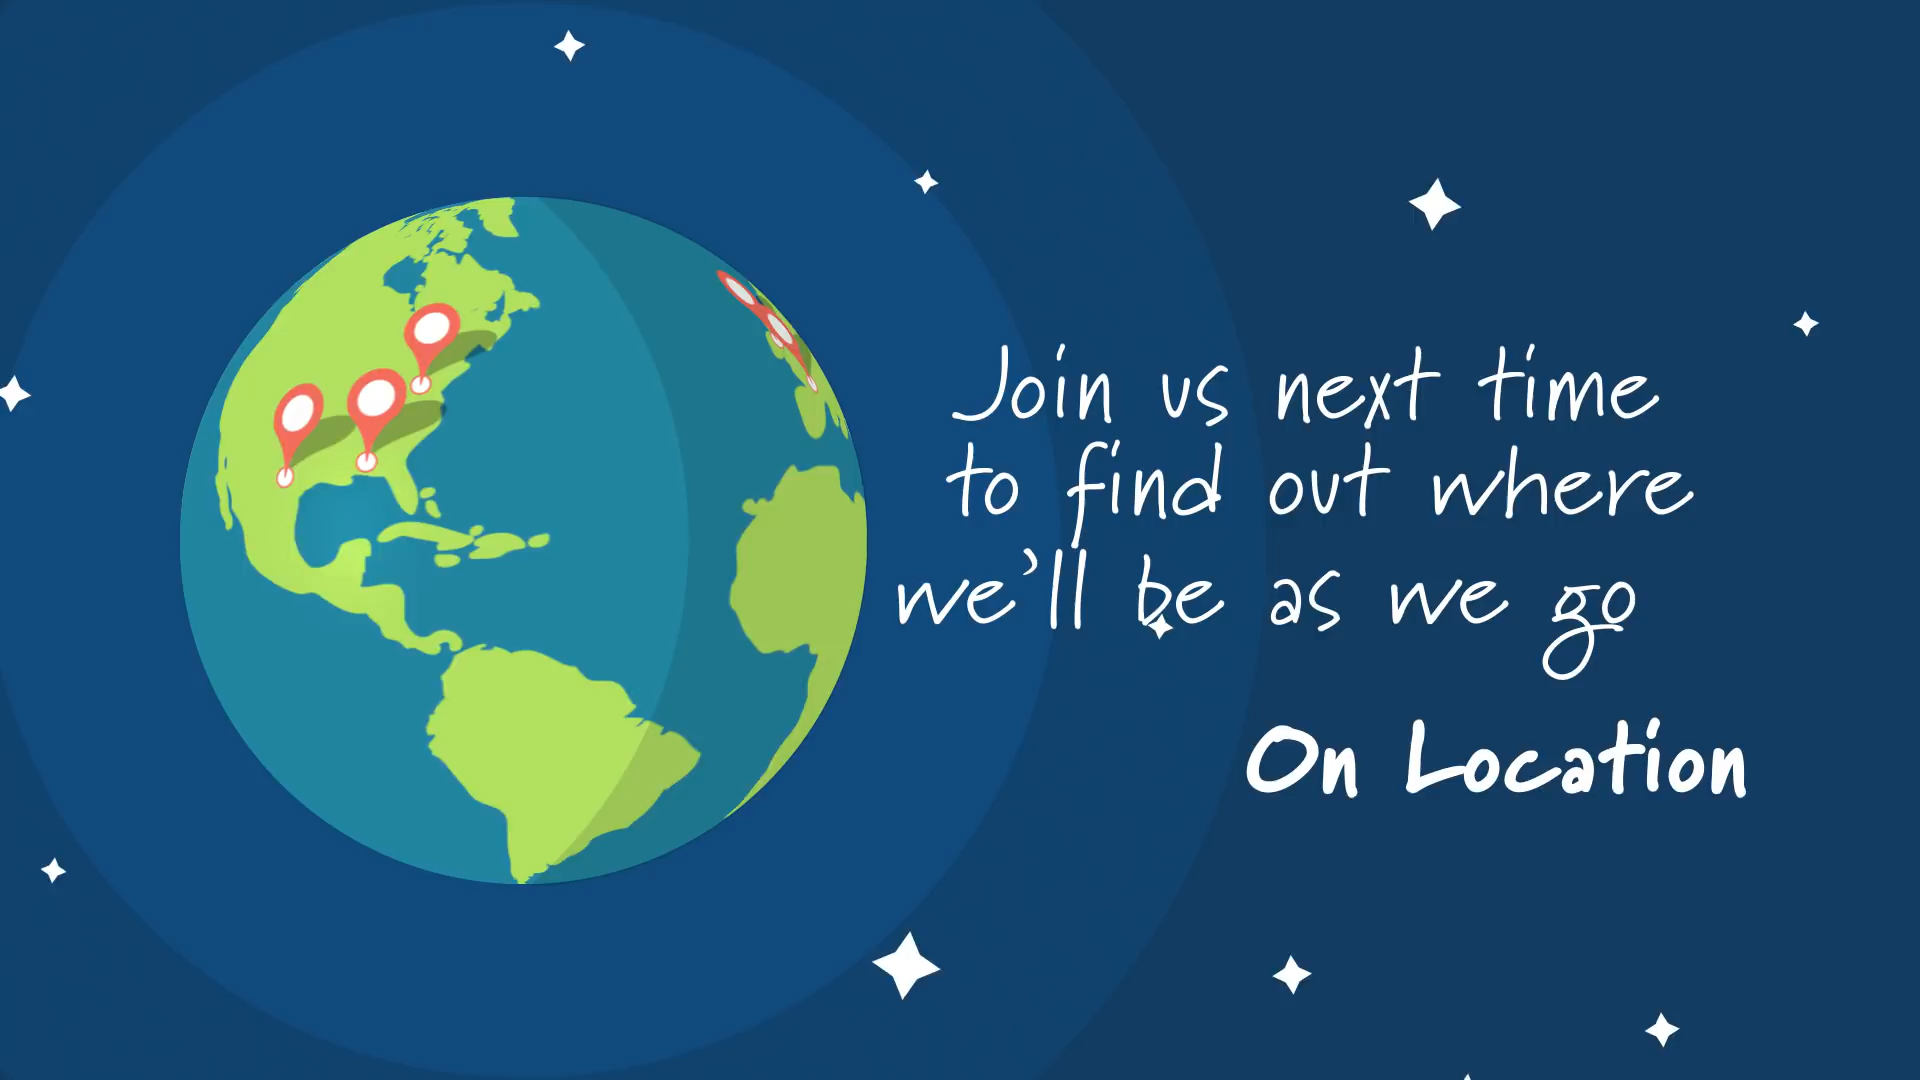 Join us next time
to find out where
we'll be as we go
On Location